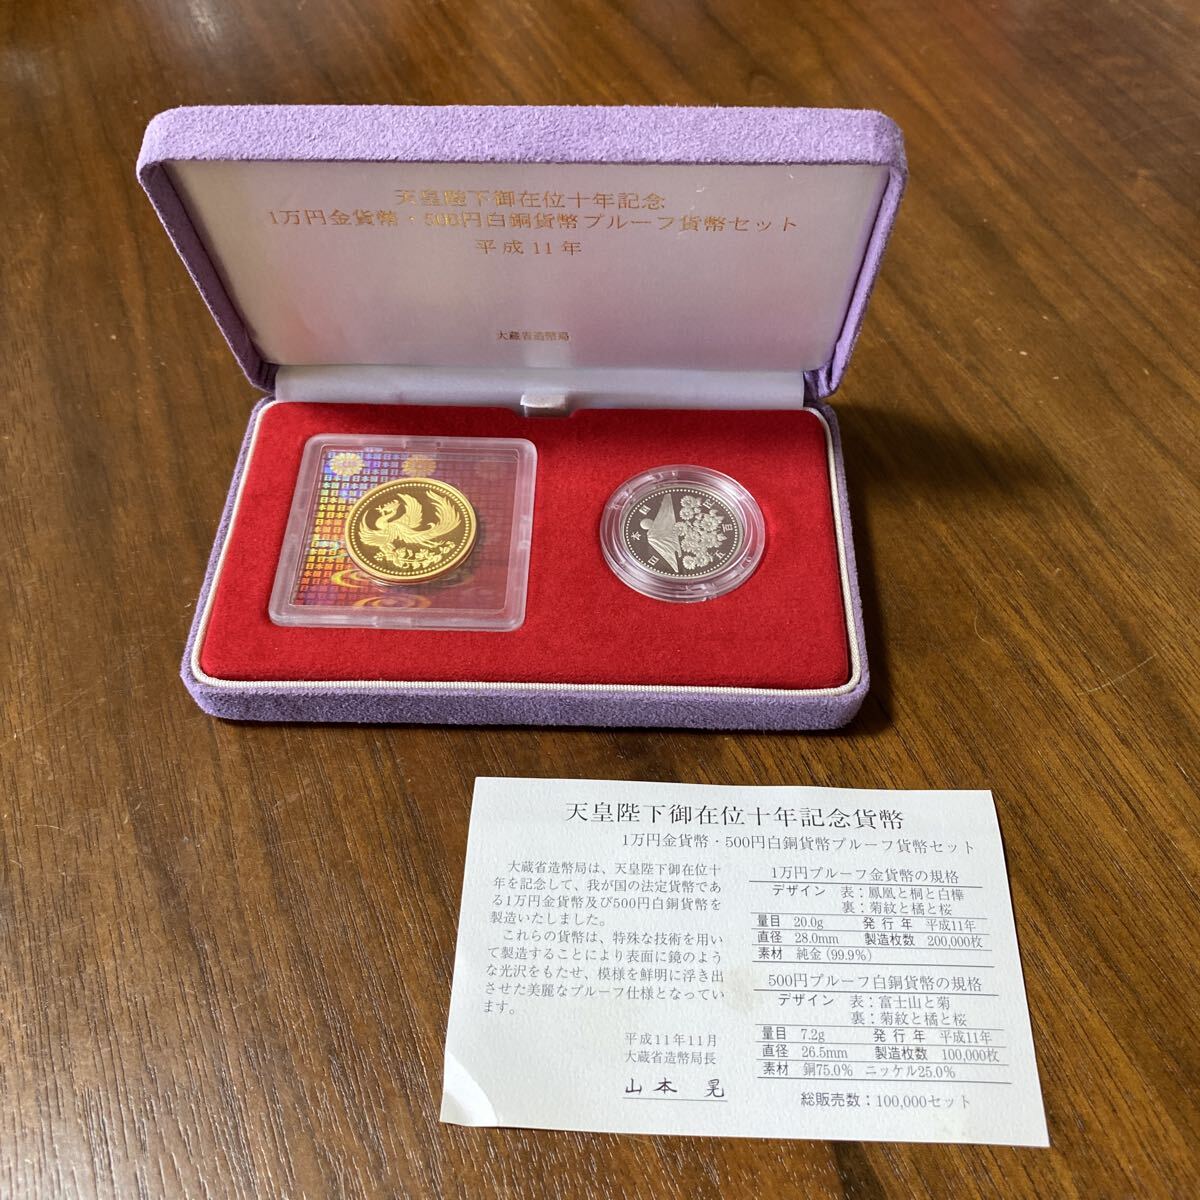 天皇陛下御在位十年記念
1万円金貨幣・500円白銅貨幣プルーフ貨幣セット
平成11年
大蔵省造幣局
日本国
日本国
五百円
天皇陛下御在位十年記念貨幣
1万円金貨幣・500円白銅貨幣プルーフ貨幣セット
大蔵省造幣局は、天皇陛下御在位十
年を記念して、我が国の法定貨幣であ
る1万円金貨幣及び500円白銅貨幣を
製造いたしました。
これらの貨幣は、特殊な技術を用い
て製造することにより表面に鏡のよう
な光沢をもたせ、模様を鮮明に浮き出
させた美麗なプルーフ仕様となってい
ます。
平成11年11月
大蔵省造幣局長
山本晃
1万円プルーフ金貨幣の規格
デザイン 表：鳳凰と桐と白樺
裏：菊紋と橘と桜
量目 20.0g 発行年 平成11年
直径 28.0mm 製造枚数 200,000枚
素材 純金(99.9%)
500円プルーフ白銅貨幣の規格
デザイン 表：富士山と菊
裏：菊紋と橘と桜
量目 7.2g 発行年 平成11年
直径 26.5mm 製造枚数 100,000枚
素材 銅75.0% ニッケル25.0%
総販売数：100,000セット